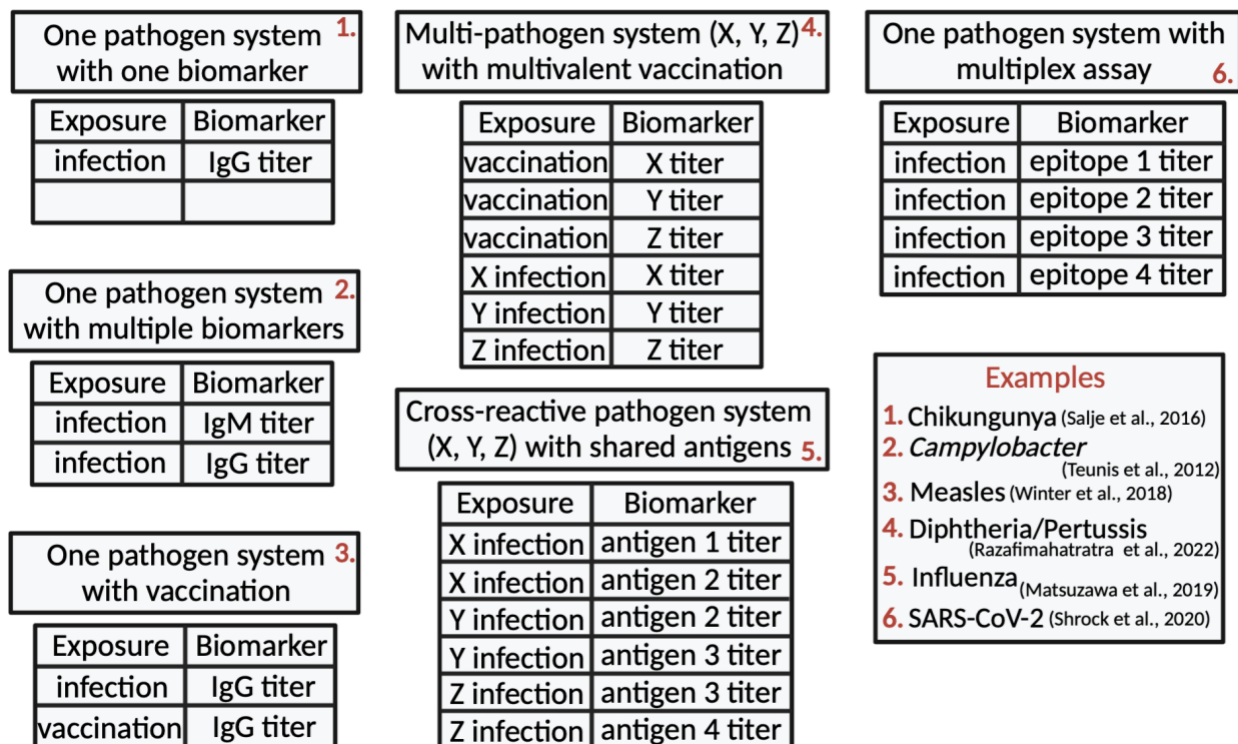 One pathogen system 1.
with one biomarker
Exposure Biomarker
infection IgG titer
One pathogen system 2.
with multiple biomarkers
Exposure Biomarker
infection IgM titer
infection IgG titer
One pathogen system 3.
with vaccination
Exposure Biomarker
infection IgG titer
vaccination IgG titer
Multi-pathogen system (X, Y, Z) 4.
with multivalent vaccination
Exposure Biomarker
vaccination X titer
vaccination Y titer
vaccination Z titer
X infection X titer
Y infection Y titer
Z infection Z titer
Cross-reactive pathogen system
(X, Y, Z) with shared antigens 5.
Exposure Biomarker
X infection antigen 1 titer
X infection antigen 2 titer
Y infection antigen 2 titer
Y infection antigen 3 titer
Z infection antigen 3 titer
Z infection antigen 4 titer
One pathogen system with
multiplex assay 6.
Exposure Biomarker
infection epitope 1 titer
infection epitope 2 titer
infection epitope 3 titer
infection epitope 4 titer
Examples
1. Chikungunya (Salje et al., 2016)
2. Campylobacter
(Teunis et al., 2012)
3. Measles (Winter et al., 2018)
4. Diphtheria/Pertussis
(Razafimahatratra et al., 2022)
5. Influenza (Matsuzawa et al., 2019)
6. SARS-CoV-2 (Shrock et al., 2020)